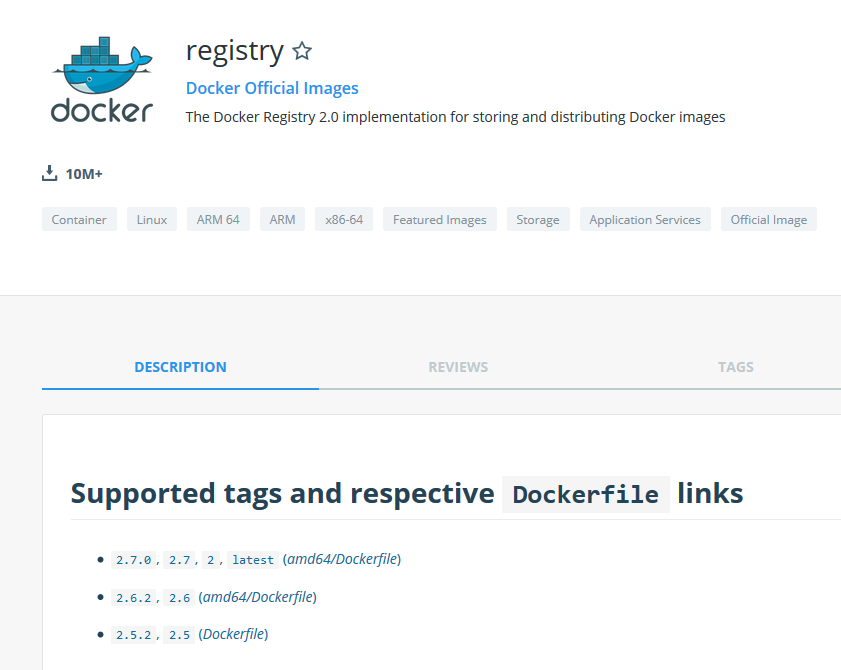 docker
registry
Docker Official Images
The Docker Registry 2.0 implementation for storing and distributing Docker images
10M+
Container Linux ARM 64 ARM x86-64 Featured Images Storage Application Services Official Image
DESCRIPTION REVIEWS TAGS
Supported tags and respective Dockerfile links
• 2.7.0, 2.7, 2, latest (amd64/Dockerfile)
• 2.6.2, 2.6 (amd64/Dockerfile)
• 2.5.2, 2.5 (Dockerfile)